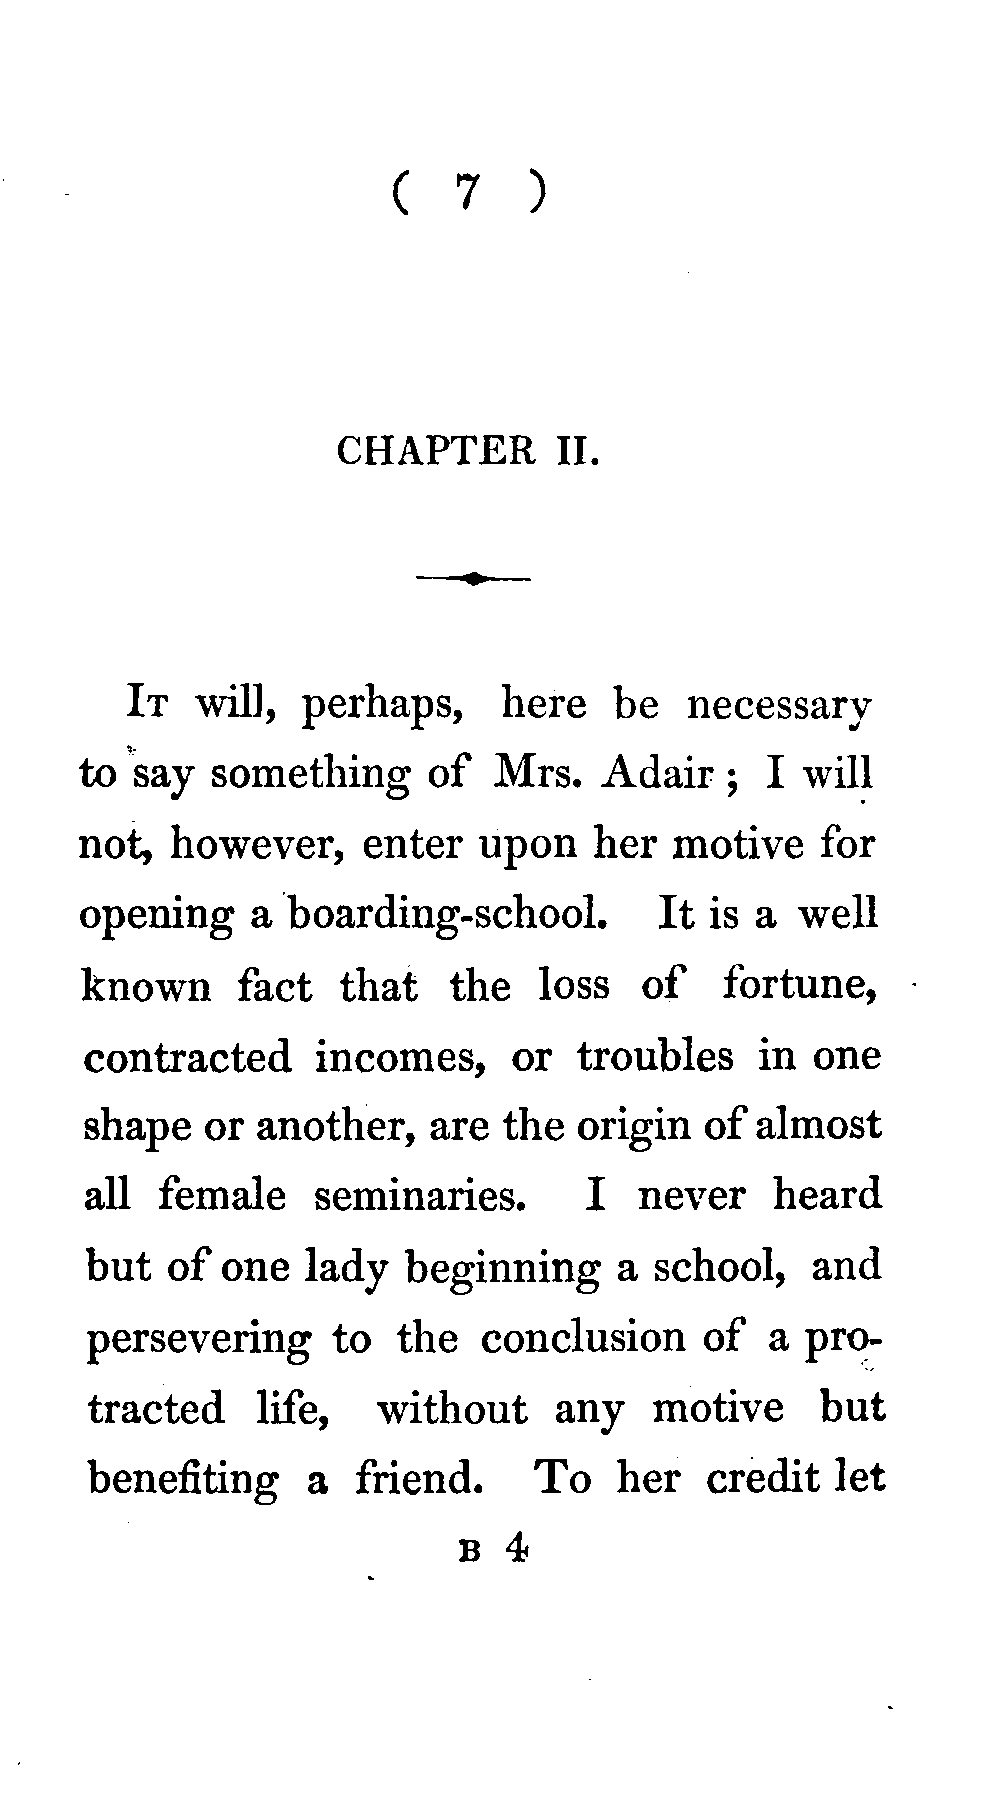 ( 7 )
CHAPTER II.
IT will, perhaps, here be necessary
to say something of Mrs. Adair ; I will
not, however, enter upon her motive for
opening a boarding-school. It is a well
known fact that the loss of fortune,
contracted incomes, or troubles in one
shape or another, are the origin of almost
all female seminaries. I never heard
but of one lady beginning a school, and
persevering to the conclusion of a pro-
tracted life, without any motive but
benefiting a friend. To her credit let
B 4